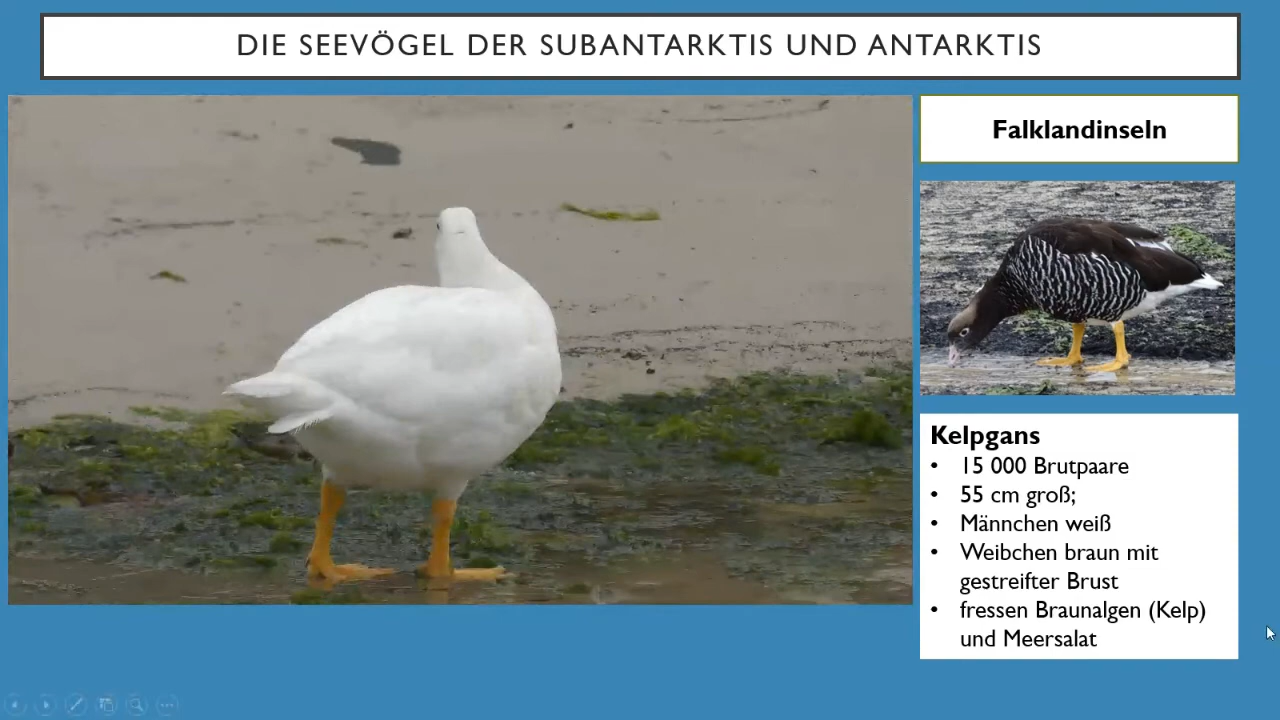 DIE SEEVÖGEL DER SUBANTARKTIS UND ANTARKTIS
Falklandinseln
Kelpgans
• 15 000 Brutpaare
• 55 cm groß;
• Männchen weiß
• Weibchen braun mit
gestreifter Brust
• fressen Braunalgen (Kelp)
und Meersalat